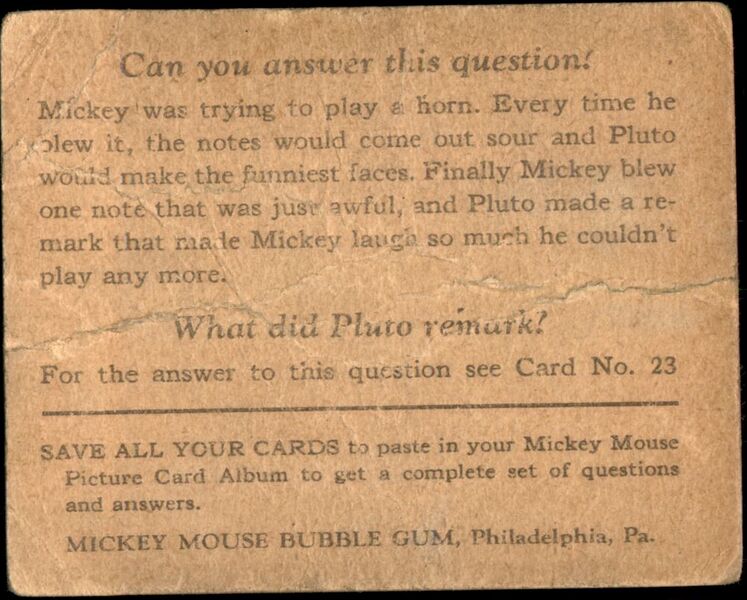 Can you answer this question?
Mickey was trying to play a horn. Every time he
blew it, the notes would come out sour and Pluto
would make the funniest faces. Finally Mickey blew
one note that was just awful, and Pluto made a re-
mark that made Mickey laugh so much he couldn't
play any more.
What did Pluto remark?
For the answer to this question see Card No. 23
SAVE ALL YOUR CARDS to paste in your Mickey Mouse
Picture Card Album to get a complete set of questions
and answers.
MICKEY MOUSE BUBBLE GUM, Philadelphia, Pa.